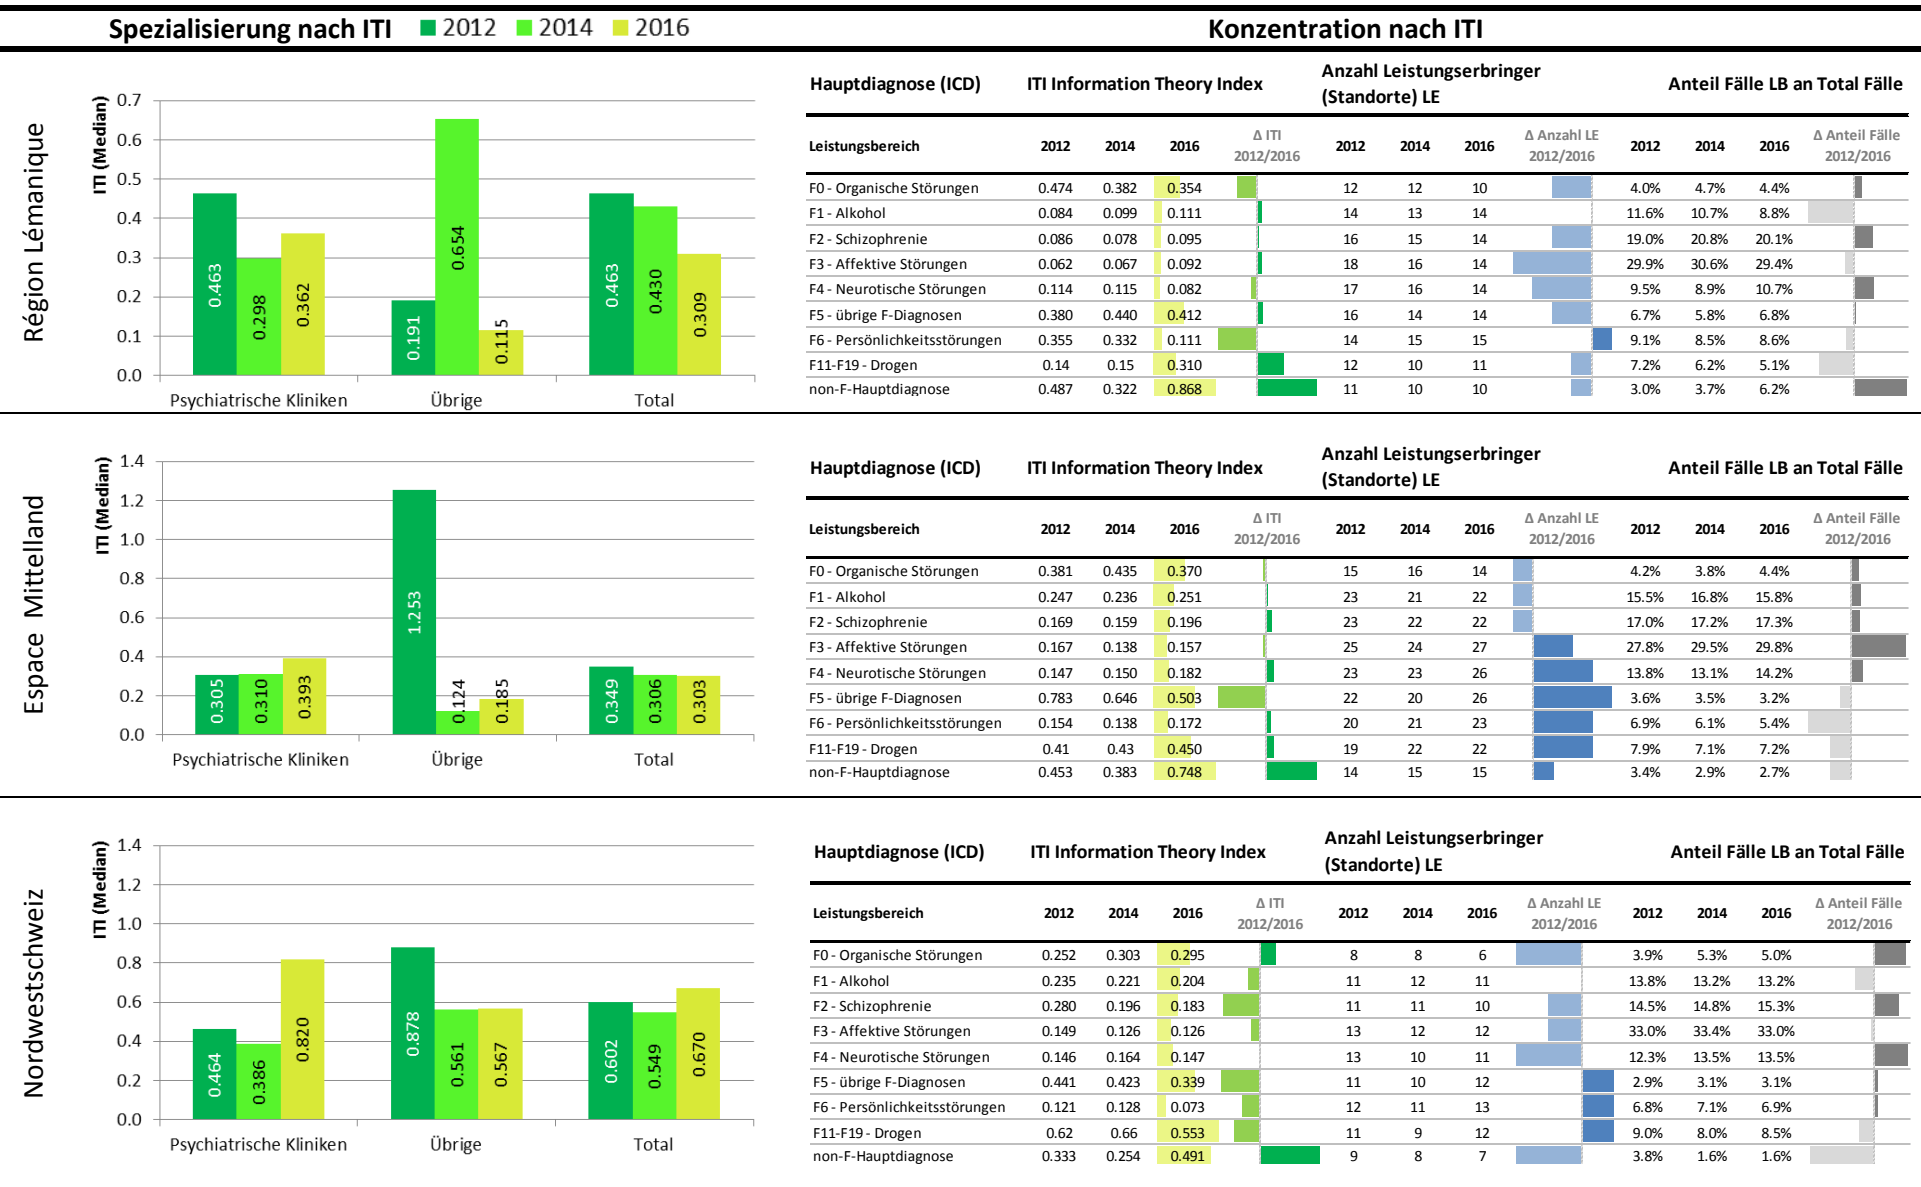 Spezialisierung nach ITI 2012 2014 2016 Konzentration nach ITI
Région Lémanique
ITI (Median)
0.7
0.6
0.5
0.4
0.3
0.2
0.1
0.0
0.463 0.298 0.362 0.191 0.654 0.115 0.463 0.430 0.309
Psychiatrische Kliniken Übrige Total
Hauptdiagnose (ICD) ITI Information Theory Index Anzahl Leistungserbringer (Standorte) LE Anteil Fälle LB an Total Fälle
Leistungsbereich 2012 2014 2016 Δ ITI 2012/2016 2012 2014 2016 Δ Anzahl LE 2012/2016 2012 2014 2016 Δ Anteil Fälle 2012/2016
F0 - Organische Störungen 0.474 0.382 0.354 12 12 10 4.0% 4.7% 4.4%
F1 - Alkohol 0.084 0.099 0.111 14 13 14 11.6% 10.7% 8.8%
F2 - Schizophrenie 0.086 0.078 0.095 16 15 14 19.0% 20.8% 20.1%
F3 - Affektive Störungen 0.062 0.067 0.092 18 16 14 29.9% 30.6% 29.4%
F4 - Neurotische Störungen 0.114 0.115 0.082 17 16 14 9.5% 8.9% 10.7%
F5 - übrige F-Diagnosen 0.380 0.440 0.412 16 14 14 6.7% 5.8% 6.8%
F6 - Persönlichkeitsstörungen 0.355 0.332 0.111 14 15 15 9.1% 8.5% 8.6%
F11-F19 - Drogen 0.14 0.15 0.310 12 10 11 7.2% 6.2% 5.1%
non-F-Hauptdiagnose 0.487 0.322 0.868 11 10 10 3.0% 3.7% 6.2%
Espace Mittelland
ITI (Median)
1.4
1.2
1.0
0.8
0.6
0.4
0.2
0.0
0.305 0.310 0.393 1.253 0.124 0.185 0.349 0.306 0.303
Psychiatrische Kliniken Übrige Total
Hauptdiagnose (ICD) ITI Information Theory Index Anzahl Leistungserbringer (Standorte) LE Anteil Fälle LB an Total Fälle
Leistungsbereich 2012 2014 2016 Δ ITI 2012/2016 2012 2014 2016 Δ Anzahl LE 2012/2016 2012 2014 2016 Δ Anteil Fälle 2012/2016
F0 - Organische Störungen 0.381 0.435 0.370 15 16 14 4.2% 3.8% 4.4%
F1 - Alkohol 0.247 0.236 0.251 23 21 22 15.5% 16.8% 15.8%
F2 - Schizophrenie 0.169 0.159 0.196 23 22 22 17.0% 17.2% 17.3%
F3 - Affektive Störungen 0.167 0.138 0.157 25 24 27 27.8% 29.5% 29.8%
F4 - Neurotische Störungen 0.147 0.150 0.182 23 23 26 13.8% 13.1% 14.2%
F5 - übrige F-Diagnosen 0.783 0.646 0.503 22 20 26 3.6% 3.5% 3.2%
F6 - Persönlichkeitsstörungen 0.154 0.138 0.172 20 21 23 6.9% 6.1% 5.4%
F11-F19 - Drogen 0.41 0.43 0.450 19 22 22 7.9% 7.1% 7.2%
non-F-Hauptdiagnose 0.453 0.383 0.748 14 15 15 3.4% 2.9% 2.7%
Nordwestschweiz
ITI (Median)
1.4
1.2
1.0
0.8
0.6
0.4
0.2
0.0
0.464 0.386 0.820 0.878 0.561 0.567 0.602 0.549 0.670
Psychiatrische Kliniken Übrige Total
Hauptdiagnose (ICD) ITI Information Theory Index Anzahl Leistungserbringer (Standorte) LE Anteil Fälle LB an Total Fälle
Leistungsbereich 2012 2014 2016 Δ ITI 2012/2016 2012 2014 2016 Δ Anzahl LE 2012/2016 2012 2014 2016 Δ Anteil Fälle 2012/2016
F0 - Organische Störungen 0.252 0.303 0.295 8 8 6 3.9% 5.3% 5.0%
F1 - Alkohol 0.235 0.221 0.204 11 12 11 13.8% 13.2% 13.2%
F2 - Schizophrenie 0.280 0.196 0.183 11 11 10 14.5% 14.8% 15.3%
F3 - Affektive Störungen 0.149 0.126 0.126 13 12 12 33.0% 33.4% 33.0%
F4 - Neurotische Störungen 0.146 0.164 0.147 13 10 11 12.3% 13.5% 13.5%
F5 - übrige F-Diagnosen 0.441 0.423 0.339 11 10 12 2.9% 3.1% 3.1%
F6 - Persönlichkeitsstörungen 0.121 0.128 0.073 12 11 13 6.8% 7.1% 6.9%
F11-F19 - Drogen 0.62 0.66 0.553 11 9 12 9.0% 8.0% 8.5%
non-F-Hauptdiagnose 0.333 0.254 0.491 9 8 7 3.8% 1.6% 1.6%